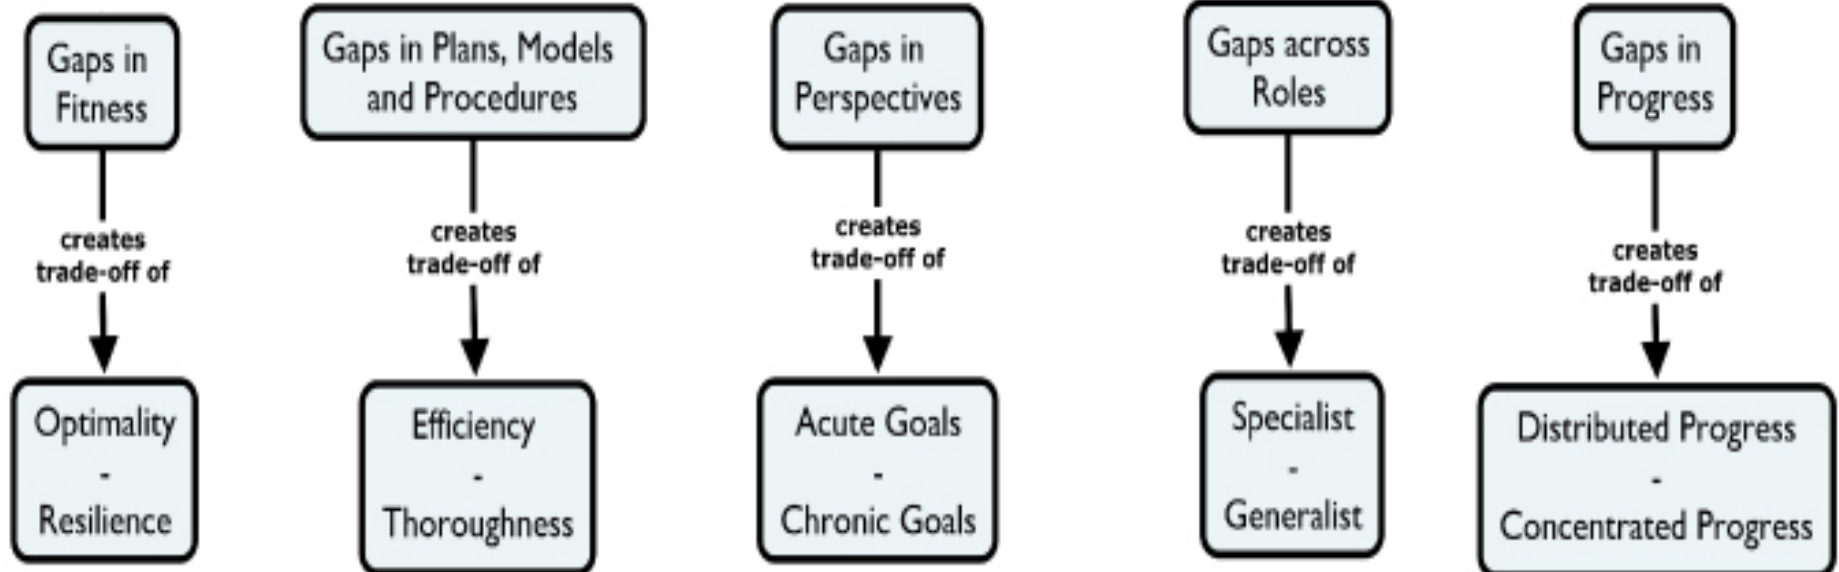 Gaps in
Fitness
creates
trade-off of
Optimality
-
Resilience
Gaps in Plans, Models
and Procedures
creates
trade-off of
Efficiency
-
Thoroughness
Gaps in
Perspectives
creates
trade-off of
Acute Goals
-
Chronic Goals
Gaps across
Roles
creates
trade-off of
Specialist
-
Generalist
Gaps in
Progress
creates
trade-off of
Distributed Progress
-
Concentrated Progress